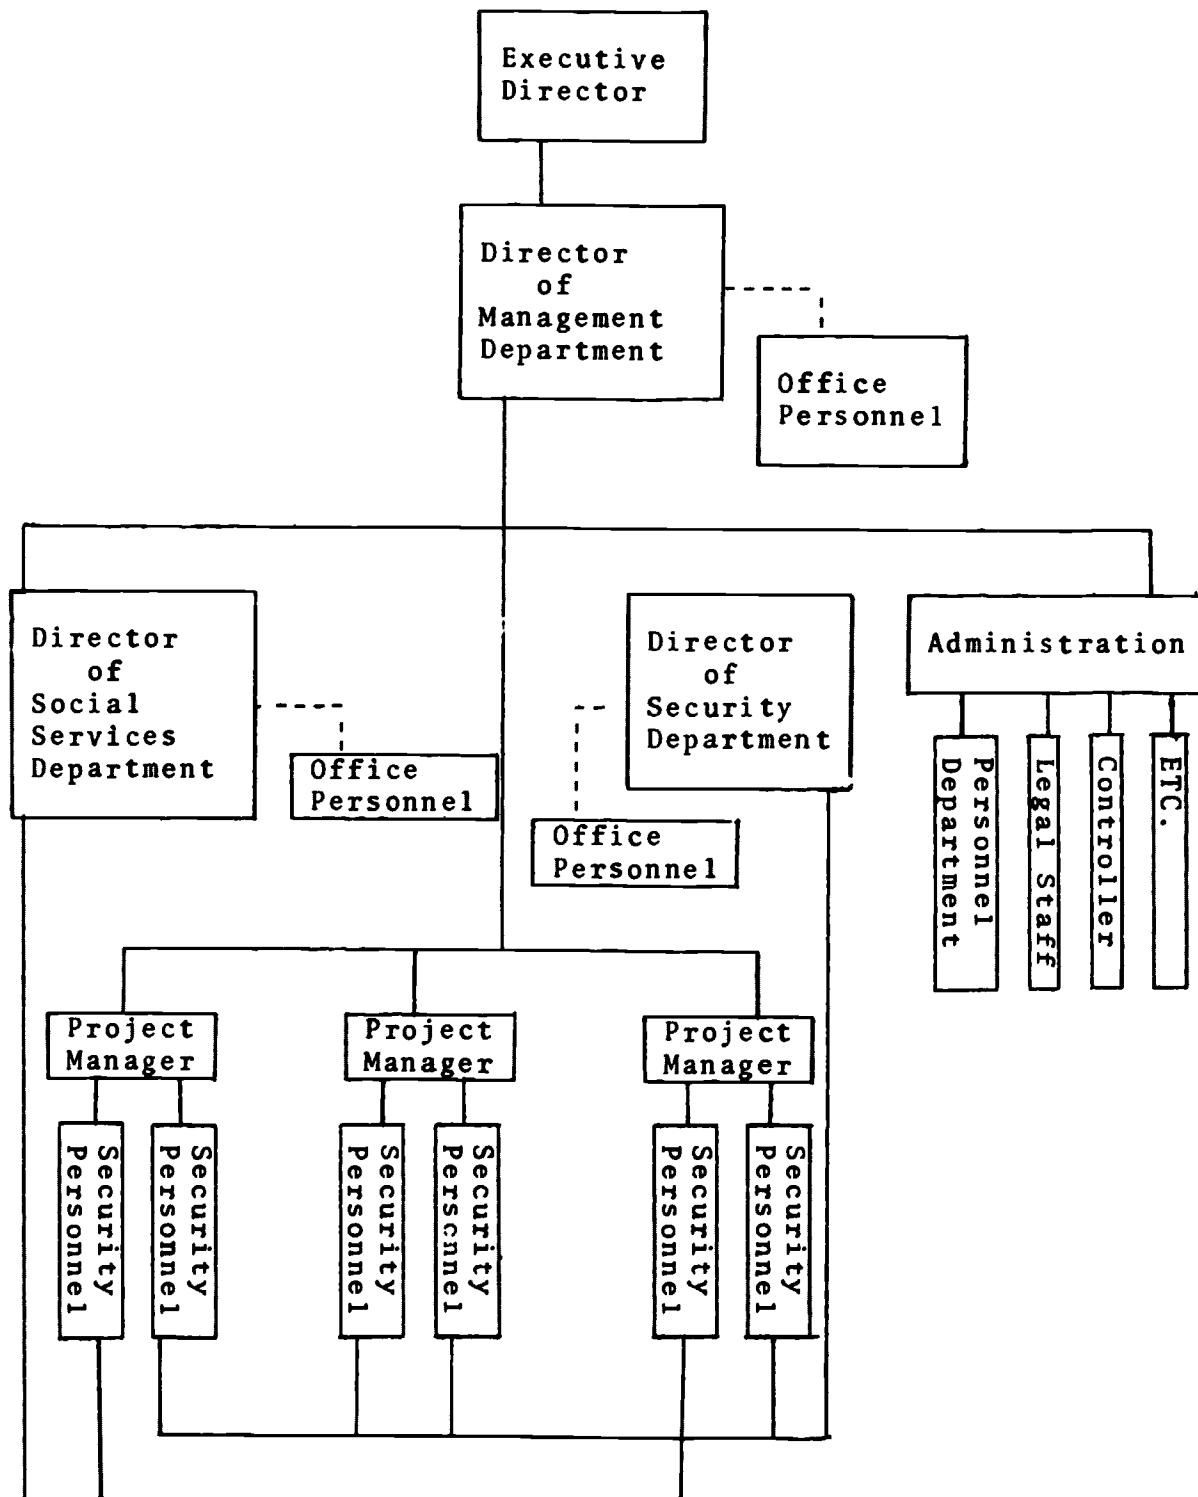 Executive
Director
Director
of
Management
Department
Office
Personnel
Director
of
Social
Services
Department
Office
Personnel
Director
of
Security
Department
Office
Personnel
Administration
Personnel
Department
Legal Staff
Controller
ETC.
Project
Manager
Project
Manager
Project
Manager
Security
Personnel
Security
Personnel
Security
Personnel
Security
Personnel
Security
Personnel
Security
Personnel